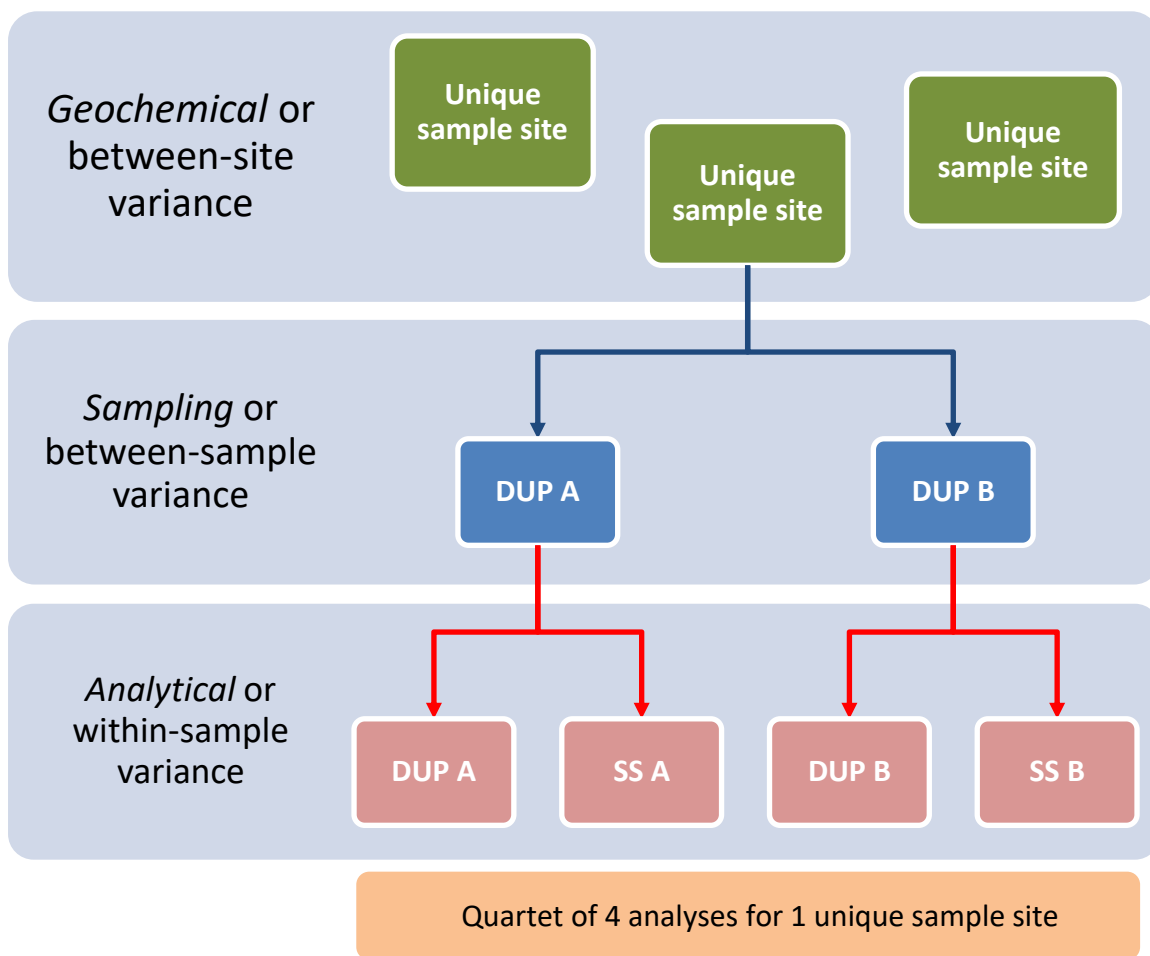 Geochemical or
between-site
variance
Unique
sample site
Unique
sample site
Unique
sample site
Sampling or
between-sample
variance
DUP A
DUP B
Analytical or
within-sample
variance
DUP A
SS A
DUP B
SS B
Quartet of 4 analyses for 1 unique sample site